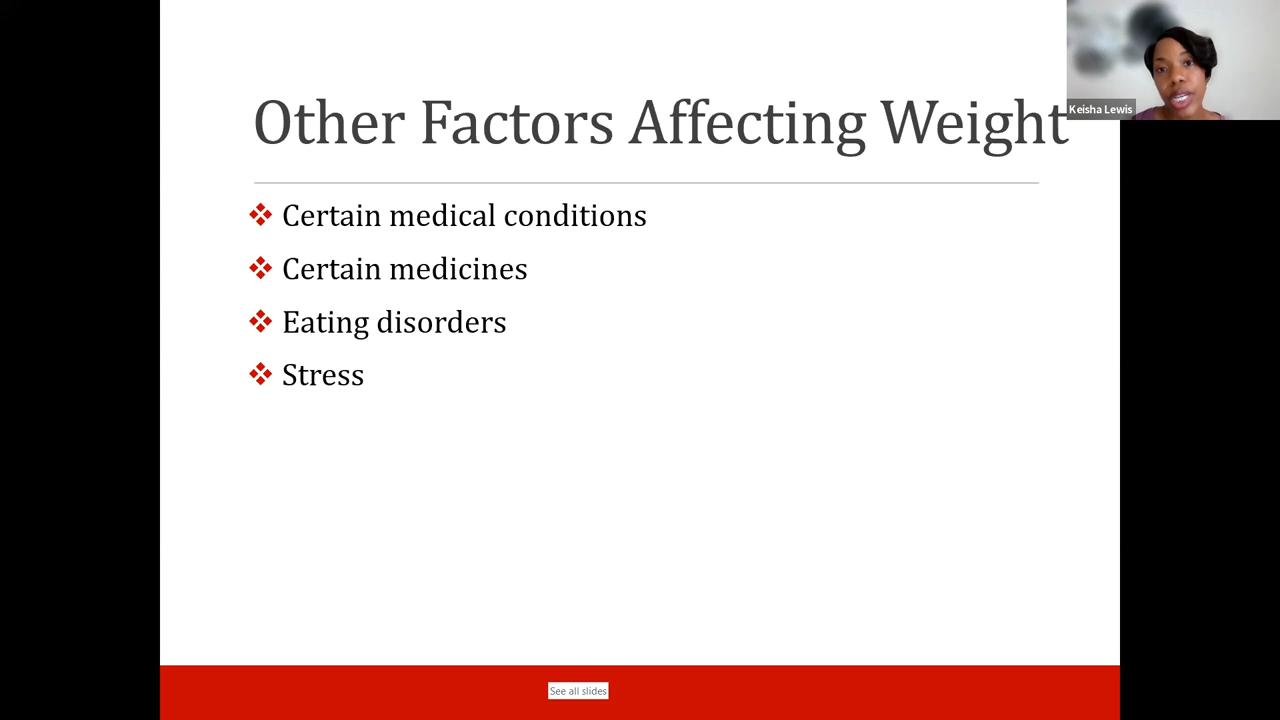 Other Factors Affecting Weight
Keisha Lewis
❖ Certain medical conditions
❖ Certain medicines
❖ Eating disorders
❖ Stress
See all slides